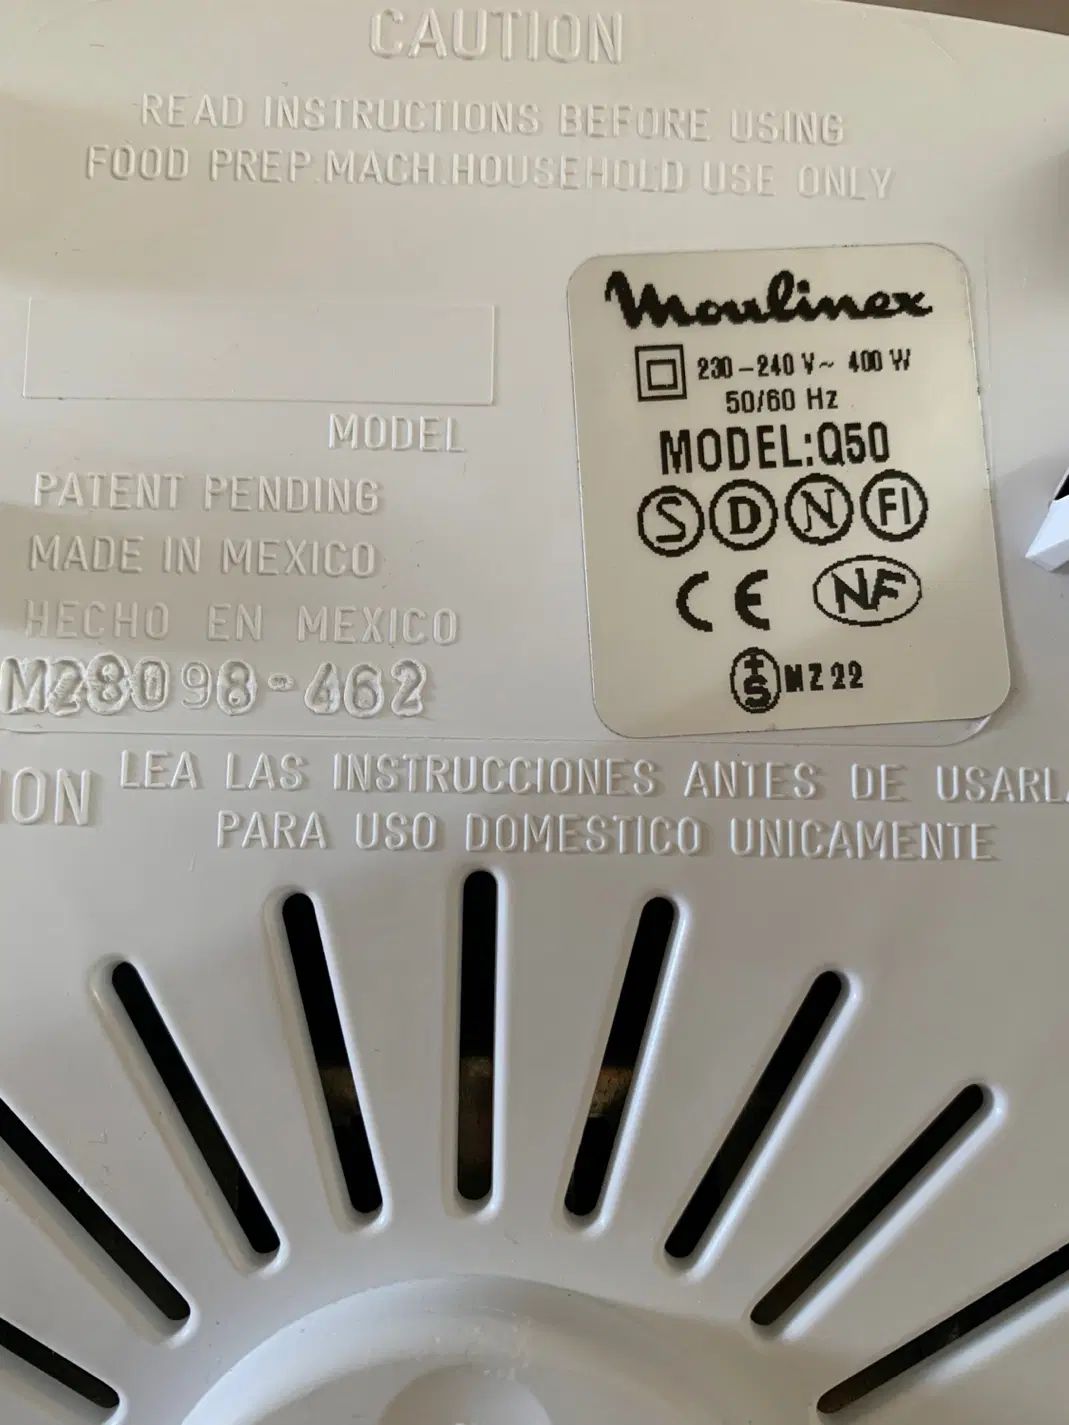 CAUTION
READ INSTRUCTIONS BEFORE USING
FOOD PREP.MACH.HOUSEHOLD USE ONLY
MODEL
PATENT PENDING
MADE IN MEXICO
HECHO EN MEXICO
M28098-462
Moulinex
230-240 V~ 400 W
50/60 Hz
MODEL:Q50
S D N FI
CE NF
+S MZ22
ION LEA LAS INSTRUCCIONES ANTES DE USARLA
PARA USO DOMESTICO UNICAMENTE